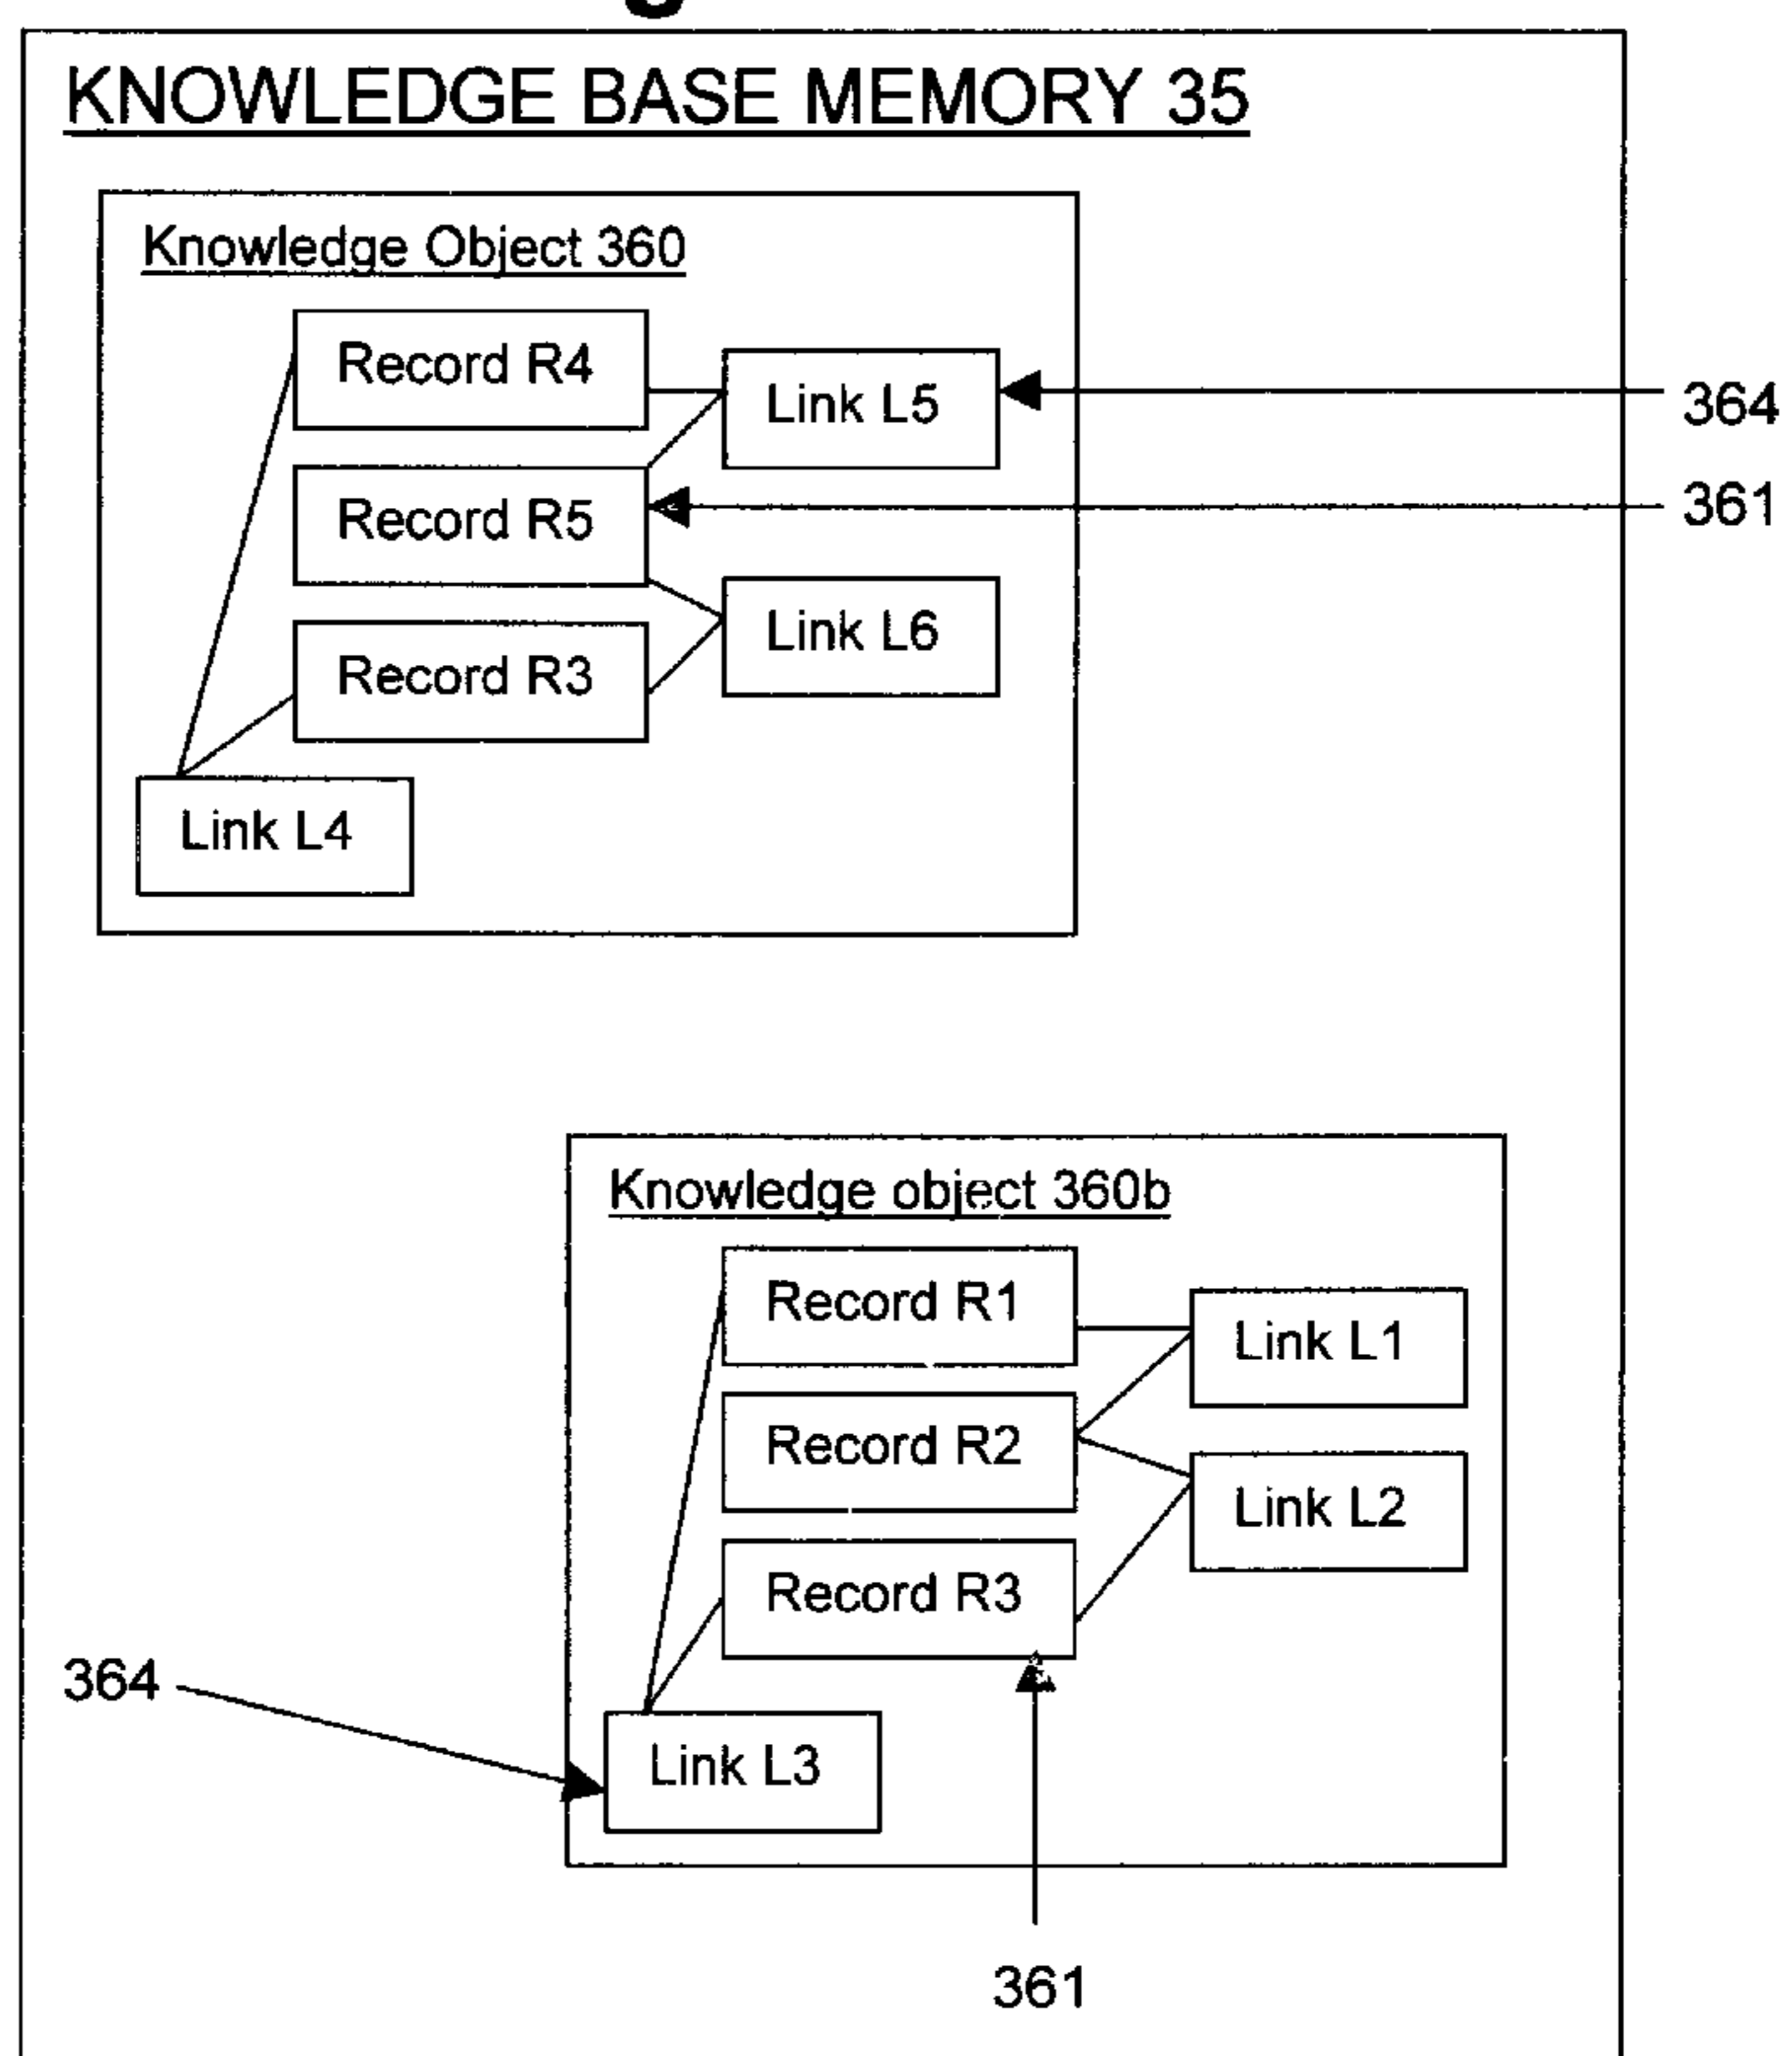 KNOWLEDGE BASE MEMORY 35
Knowledge Object 360
Record R4
Link L5
364
Record R5
361
Link L6
Record R3
Link L4
Knowledge object 360b
Record R1
Link L1
Record R2
Link L2
Record R3
364
Link L3
361